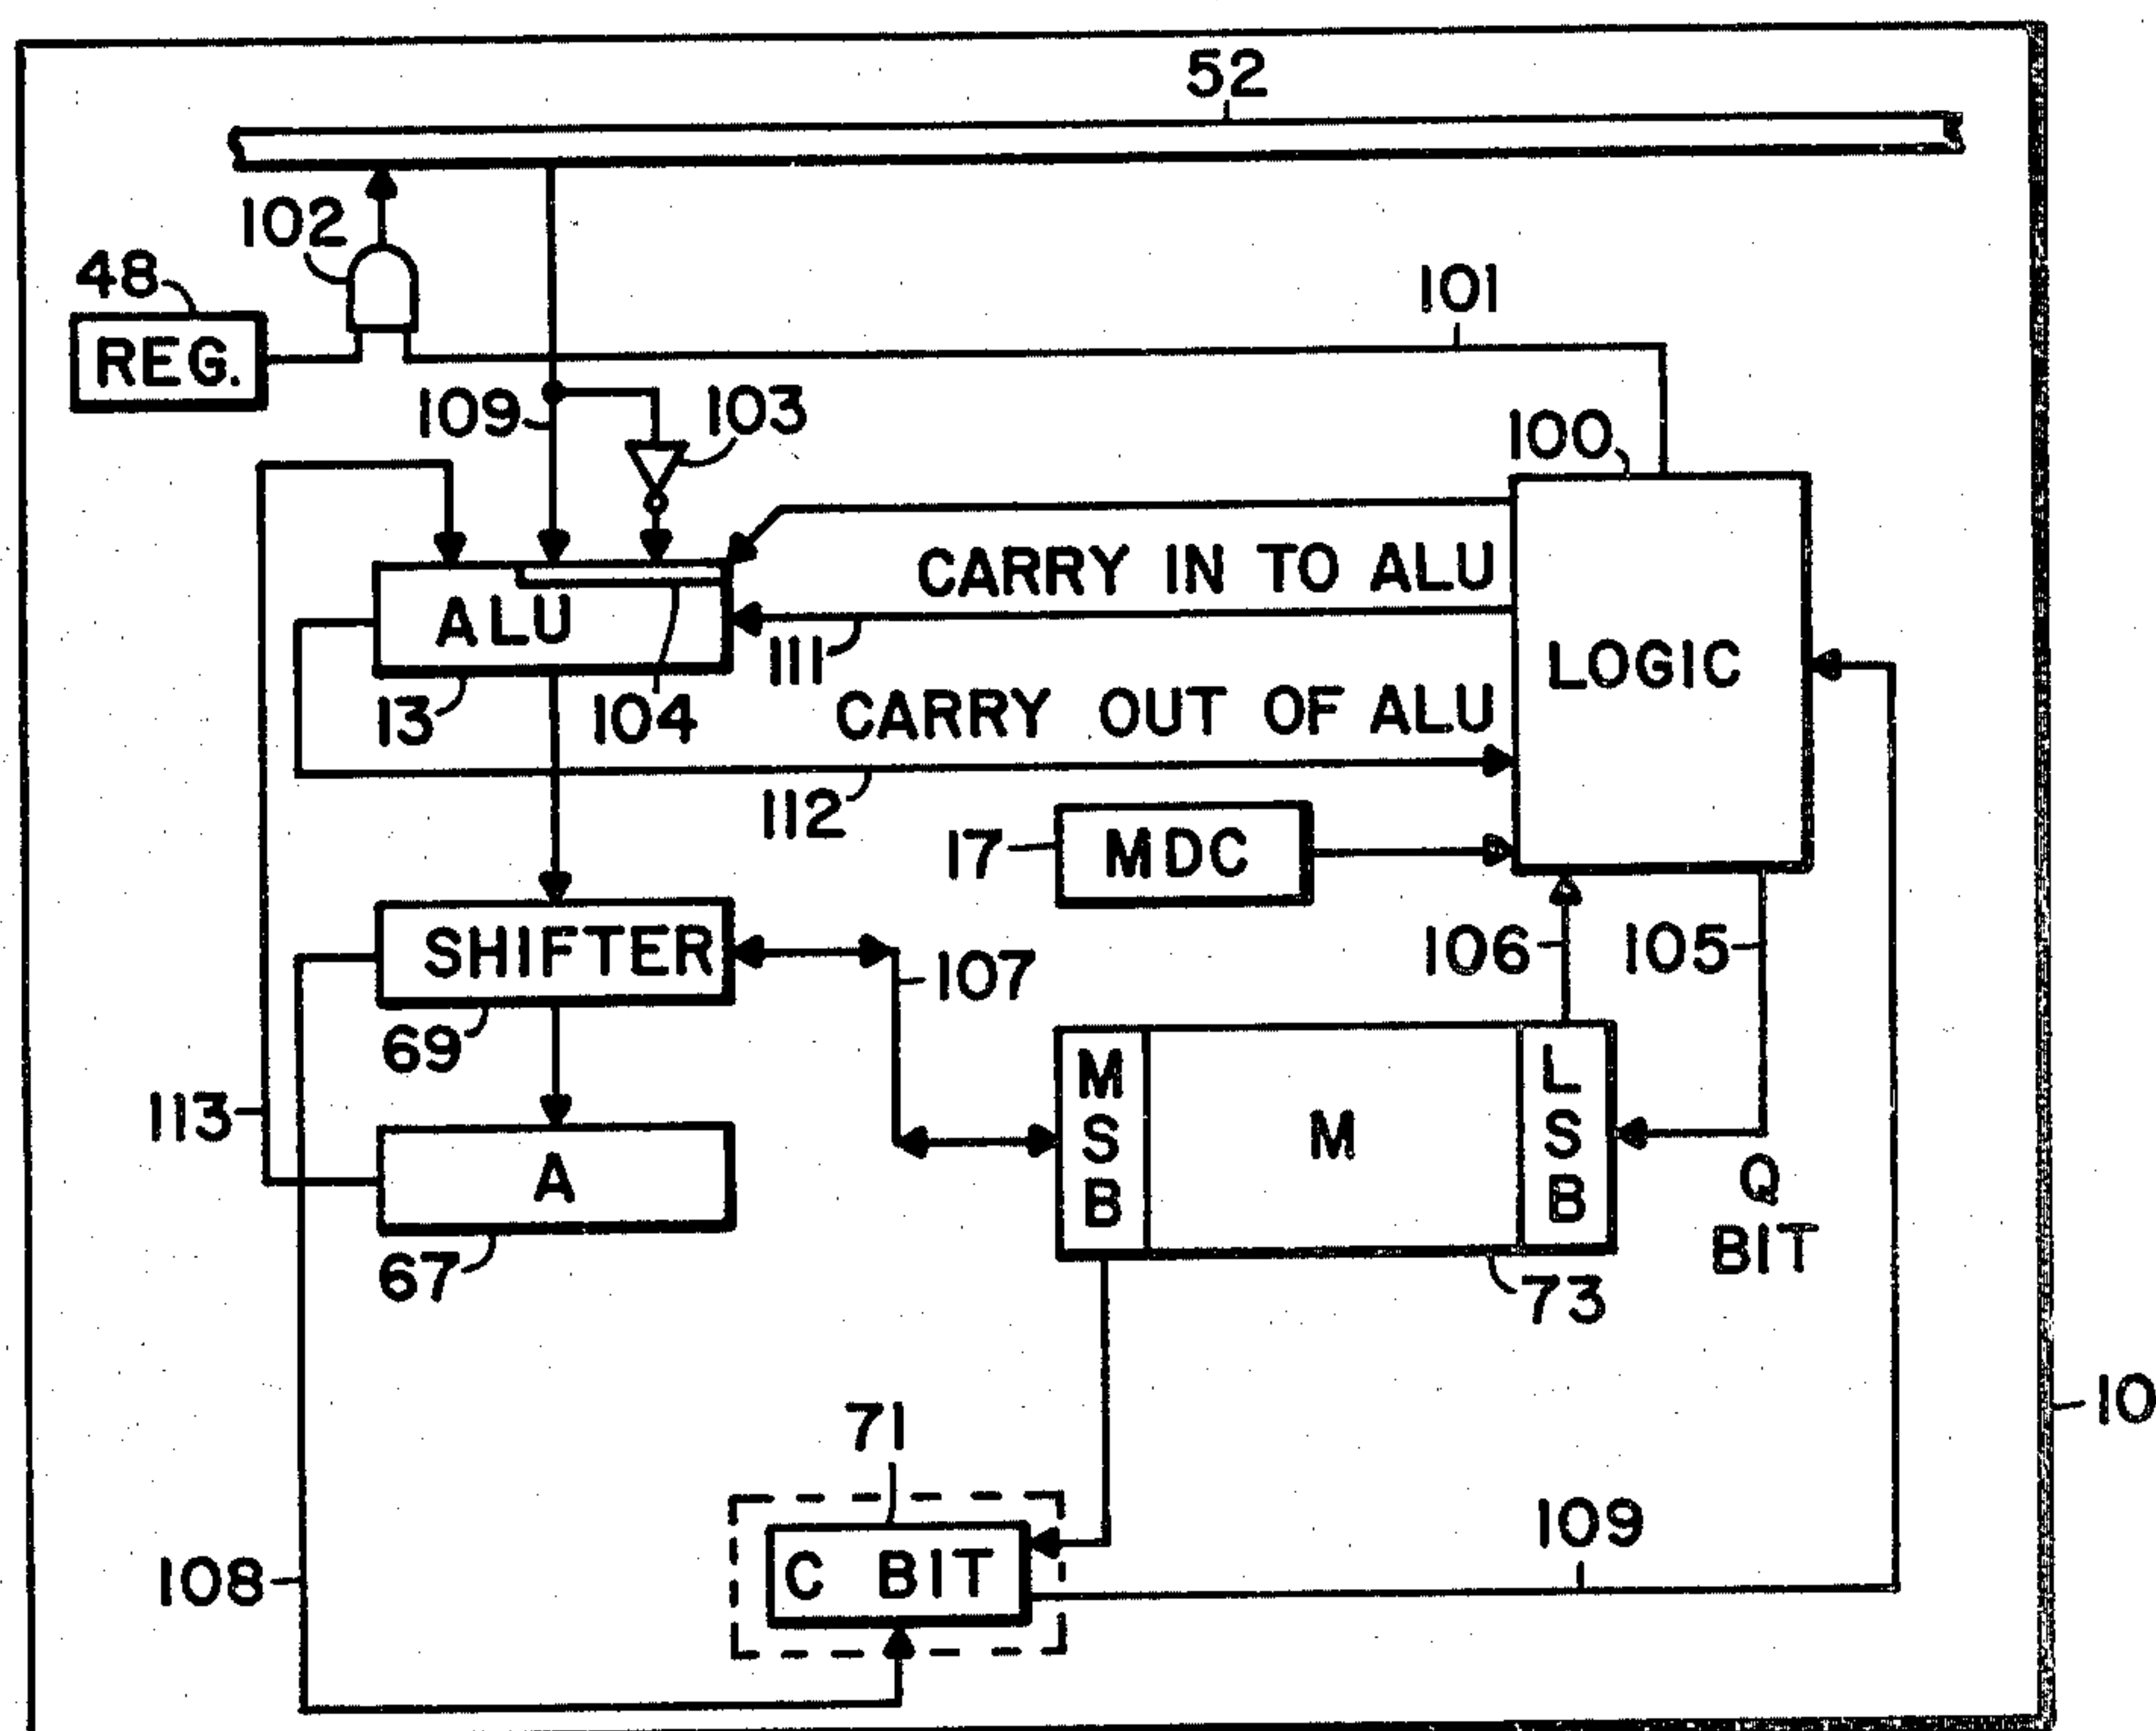 52
102
48
101
REG.
109
103
100
CARRY IN TO ALU
ALU
111
LOGIC
13
104
CARRY OUT OF ALU
112
17
MDC
SHIFTER
106
105
107
69
MSB
M
LSB
113
A
Q
BIT
67
73
10
71
109
C BIT
108